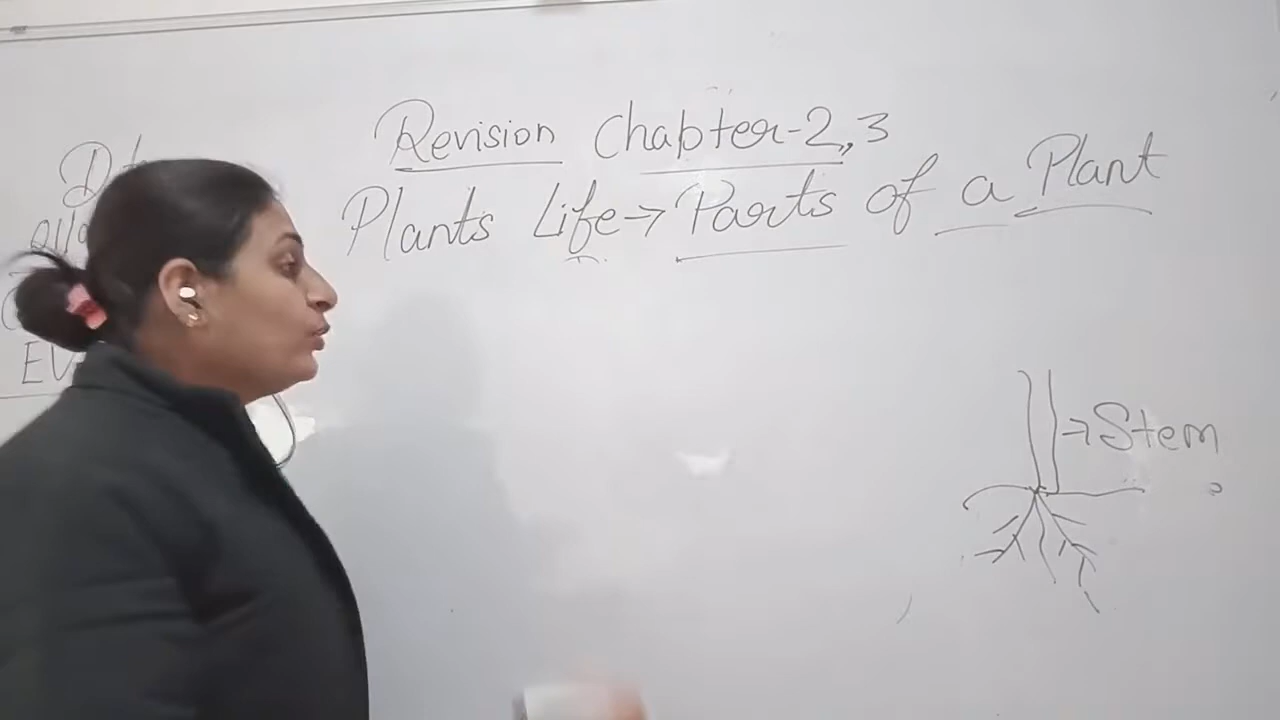 Revision Chapter-2,3
Plants Life → Parts of a Plant
→ Stem